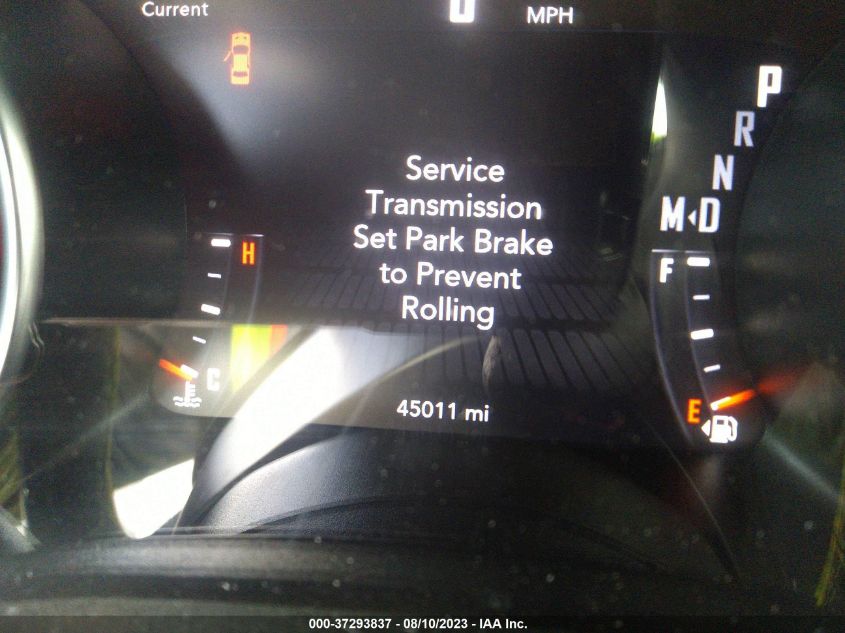 Current
0 MPH
P
R
N
M D
Service
Transmission
Set Park Brake
to Prevent
Rolling
H
F
C
E
45011 mi
000-37293837 - 08/10/2023 - IAA Inc.